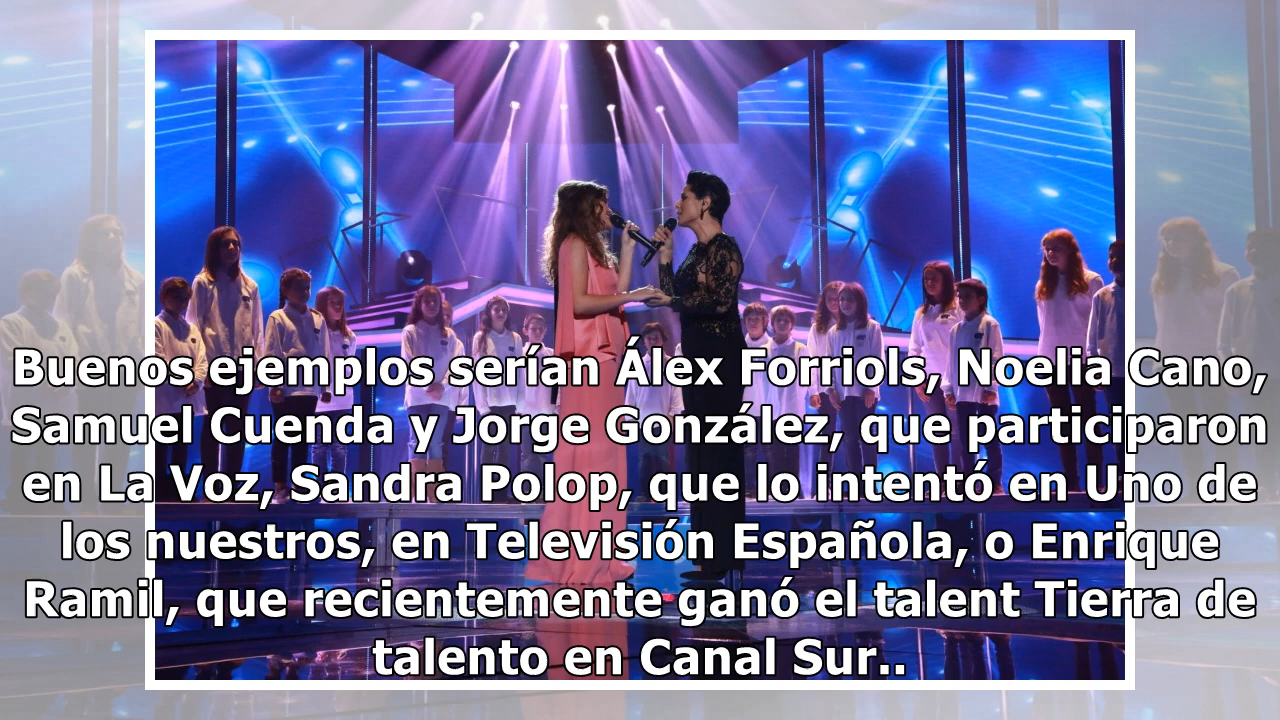 Buenos ejemplos serían Álex Forriols, Noelia Cano,
Samuel Cuenda y Jorge González, que participaron
en La Voz, Sandra Polop, que lo intentó en Uno de
los nuestros, en Televisión Española, o Enrique
Ramil, que recientemente ganó el talent Tierra de
talento en Canal Sur..